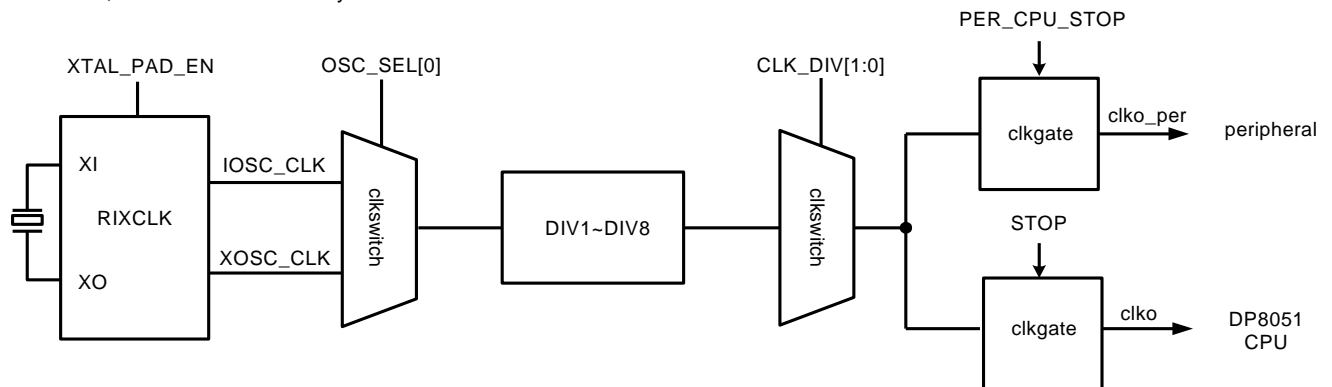 PER_CPU_STOP
XTAL_PAD_EN
OSC_SEL[0]
CLK_DIV[1:0]
clkgate
clko_per
peripheral
XI
IOSC_CLK
RIXCLK
clkswitch
DIV1~DIV8
clkswitch
XOSC_CLK
XO
STOP
clkgate
clko
DP8051
CPU